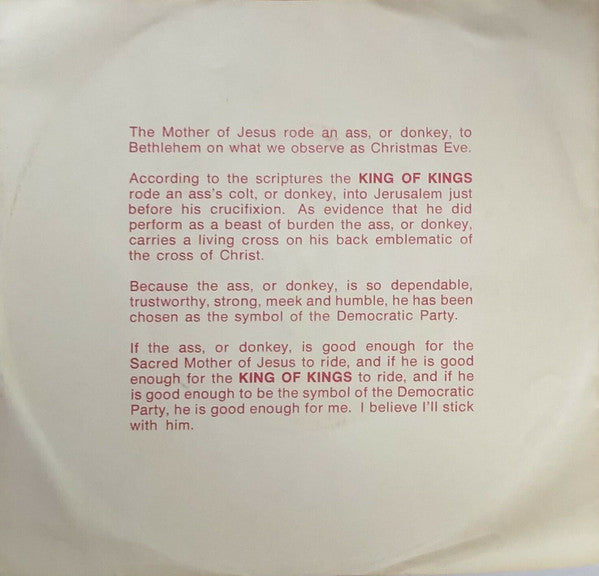 The Mother of Jesus rode an ass, or donkey, to
Bethlehem on what we observe as Christmas Eve.
According to the scriptures the KING OF KINGS
rode an ass's colt, or donkey, into Jerusalem just
before his crucifixion. As evidence that he did
perform as a beast of burden the ass, or donkey,
carries a living cross on his back emblematic of
the cross of Christ.
Because the ass, or donkey, is so dependable,
trustworthy, strong, meek and humble, he has been
chosen as the symbol of the Democratic Party.
If the ass, or donkey, is good enough for the
Sacred Mother of Jesus to ride, and if he is good
enough for the KING OF KINGS to ride, and if he
is good enough to be the symbol of the Democratic
Party, he is good enough for me. I believe I'll stick
with him.